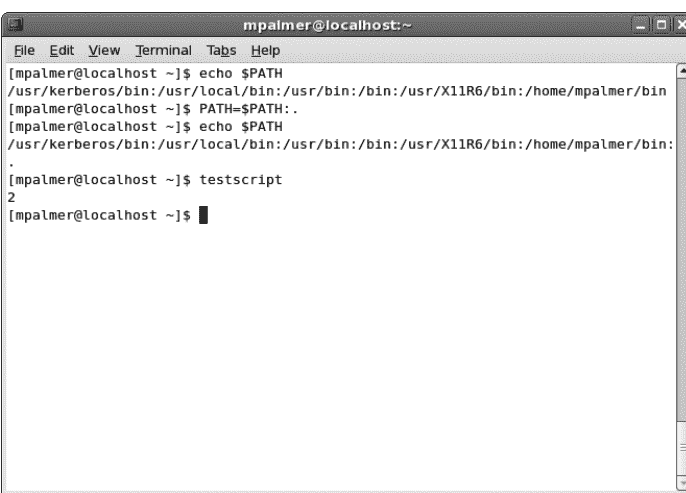 mpalmer@localhost:~
File Edit View Terminal Tabs Help
[mpalmer@localhost ~]$ echo $PATH
/usr/kerberos/bin:/usr/local/bin:/usr/bin:/bin:/usr/X11R6/bin:/home/mpalmer/bin
[mpalmer@localhost ~]$ PATH=$PATH:.
[mpalmer@localhost ~]$ echo $PATH
/usr/kerberos/bin:/usr/local/bin:/usr/bin:/bin:/usr/X11R6/bin:/home/mpalmer/bin:
.
[mpalmer@localhost ~]$ testscript
2
[mpalmer@localhost ~]$